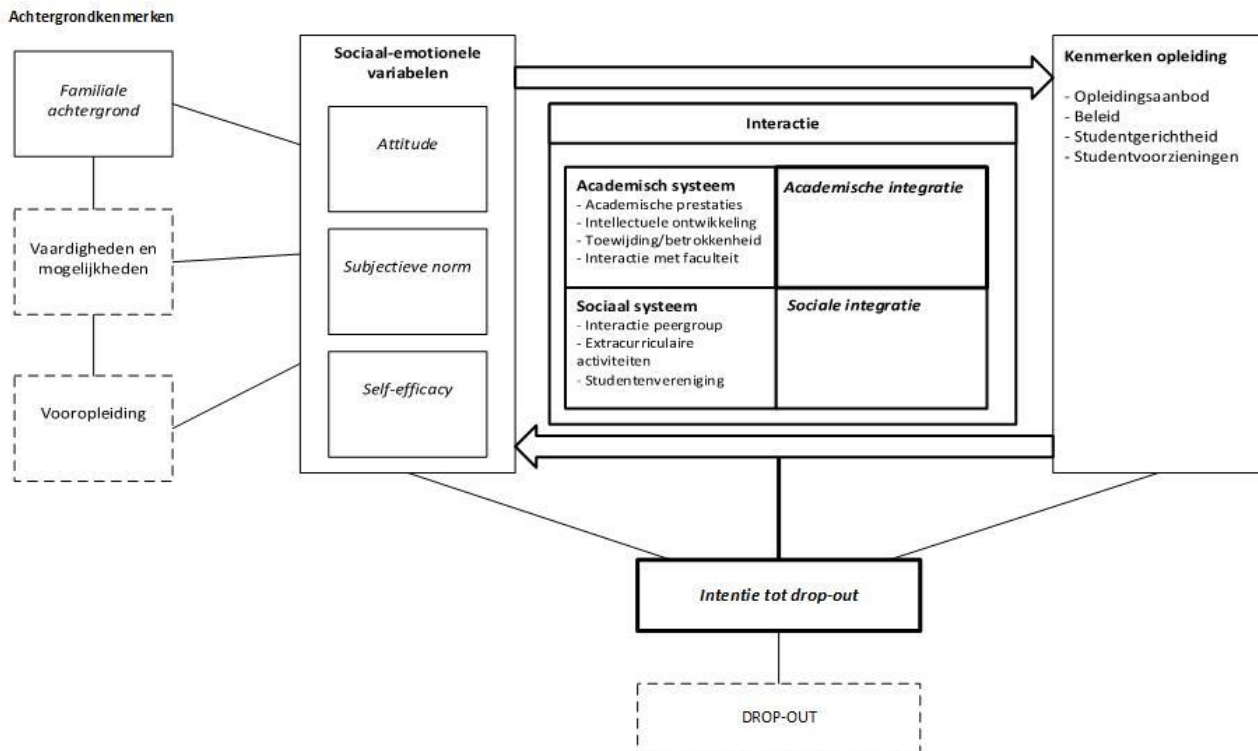 Achtergrondkenmerken
Familiale
achtergrond
Vaardigheden en
mogelijkheden
Vooropleiding
Sociaal-emotionele
variabelen
Attitude
Subjectieve norm
Self-efficacy
Interactie
Academisch systeem
- Academische prestaties
- Intellectuele ontwikkeling
- Toewijding/betrokkenheid
- Interactie met faculteit
Academische integratie
Sociaal systeem
- Interactie peergroup
- Extracurriculaire
activiteiten
- Studentenvereniging
Sociale integratie
Kenmerken opleiding
- Opleidingsaanbod
- Beleid
- Studentgerichtheid
- Studentvoorzieningen
Intentie tot drop-out
DROP-OUT